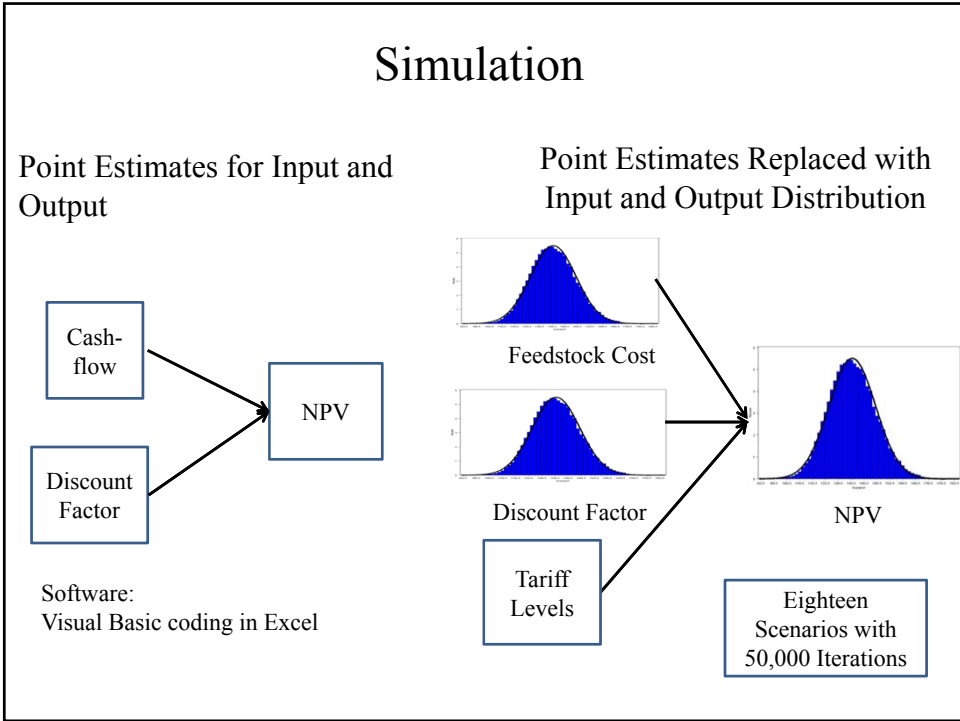 Simulation
Point Estimates for Input and
Output
Cash-
flow
Discount
Factor
NPV
Software:
Visual Basic coding in Excel
Point Estimates Replaced with
Input and Output Distribution
Feedstock Cost
Discount Factor
Tariff
Levels
NPV
Eighteen
Scenarios with
50,000 Iterations